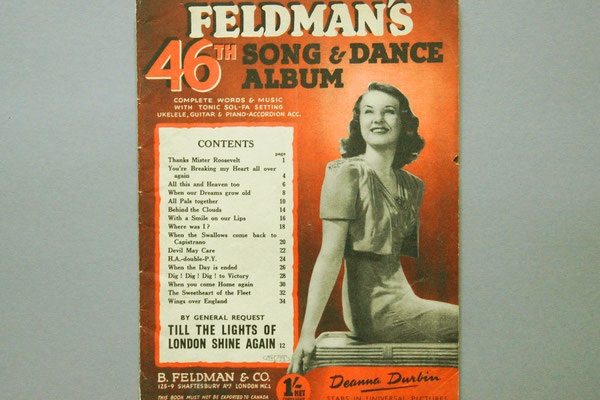 FELDMAN'S
46TH SONG & DANCE
ALBUM
COMPLETE WORDS & MUSIC
WITH TONIC SOL-FA SETTING
UKELELE, GUITAR & PIANO-ACCORDION ACC.
CONTENTS
page
Thanks Mister Roosevelt 1
You're Breaking my Heart all over
again 4
All this and Heaven too 6
When our Dreams grow old 8
All Pals together 10
Behind the Clouds 14
With a Smile on our Lips 16
Where was I? 18
When the Swallows come back to
Capistrano 20
Devil May Care 22
H.A.-double-P.Y. 24
When the Day is ended 26
Dig! Dig! Dig! to Victory 28
When you come Home again 30
The Sweetheart of the Fleet 32
Wings over England 34
BY GENERAL REQUEST
TILL THE LIGHTS OF
LONDON SHINE AGAIN 12
B. FELDMAN & CO.
125-9 SHAFTESBURY AV. LONDON WC2
THIS BOOK MUST NOT BE EXPORTED TO CANADA
1/- NET
Deanna Durbin
STARS IN UNIVERSAL PICTURES